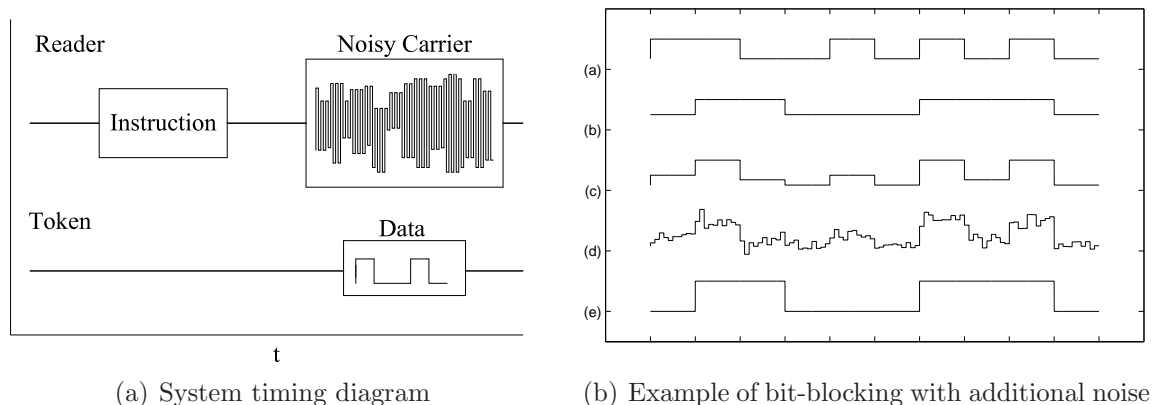 Reader
Noisy Carrier
Instruction
Token
Data
t
(a) System timing diagram
(a)
(b)
(c)
(d)
(e)
(b) Example of bit-blocking with additional noise